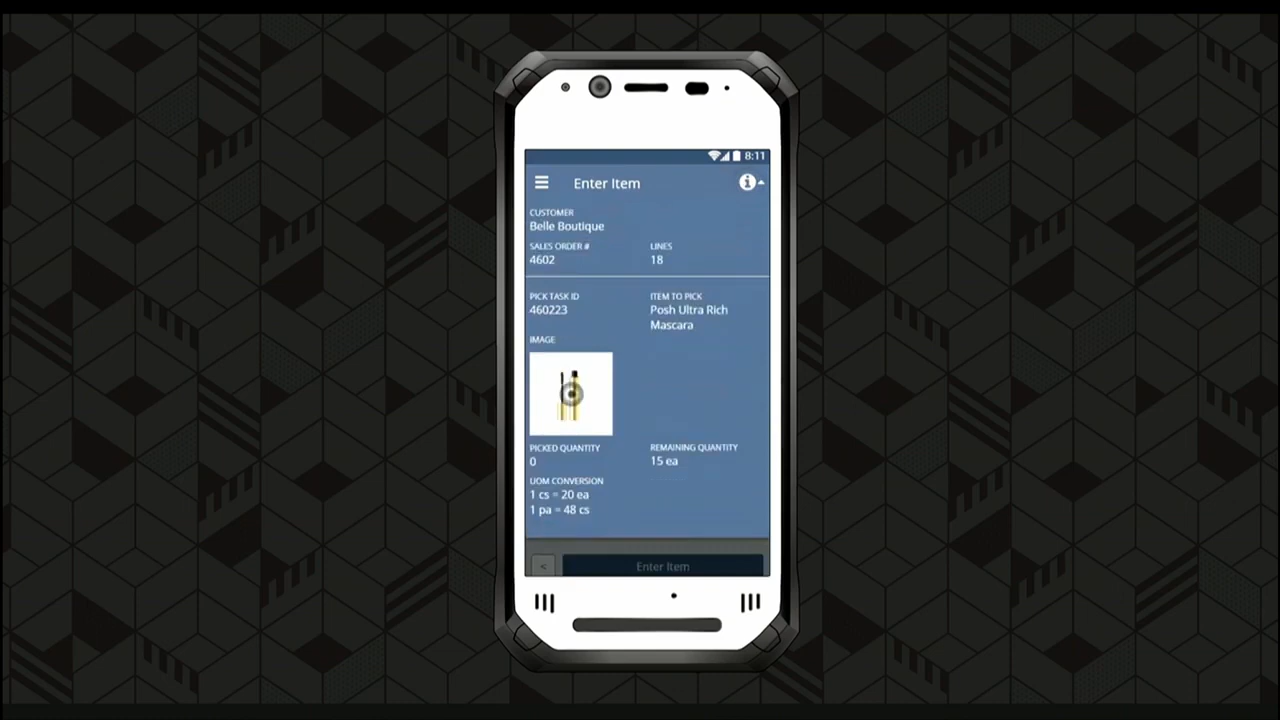 8:11
Enter Item
CUSTOMER
Belle Boutique
SALES ORDER # LINES
4602 18
PICK TASK ID ITEM TO PICK
460223 Posh Ultra Rich
Mascara
IMAGE
PICKED QUANTITY REMAINING QUANTITY
0 15 ea
UOM CONVERSION
1 cs = 20 ea
1 pa = 48 cs
< Enter Item